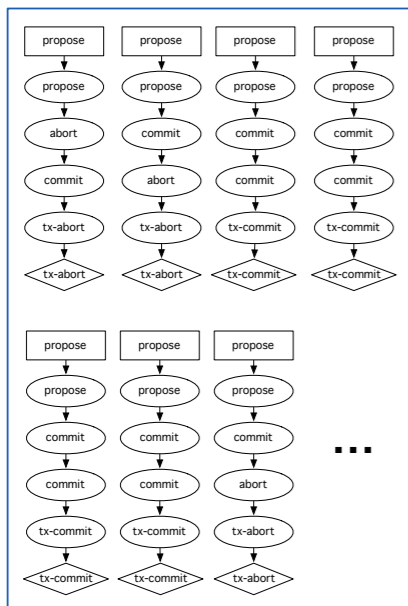 propose propose propose propose
propose propose propose propose
abort commit commit commit
commit abort commit commit
tx-abort tx-abort tx-commit tx-commit
tx-abort tx-abort tx-commit tx-commit
propose propose propose
propose propose propose
commit commit commit
commit commit abort
tx-commit tx-commit tx-abort
tx-commit tx-commit tx-abort
...